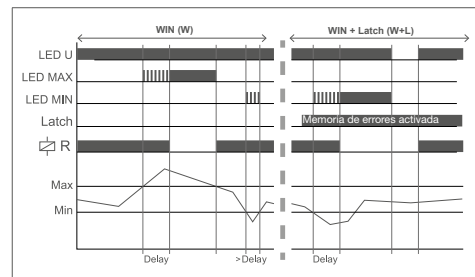 WIN (W)
WIN + Latch (W+L)
LED U
LED MAX
LED MIN
Latch
Memoria de errores activada
R
Max
Min
Delay
>Delay
Delay